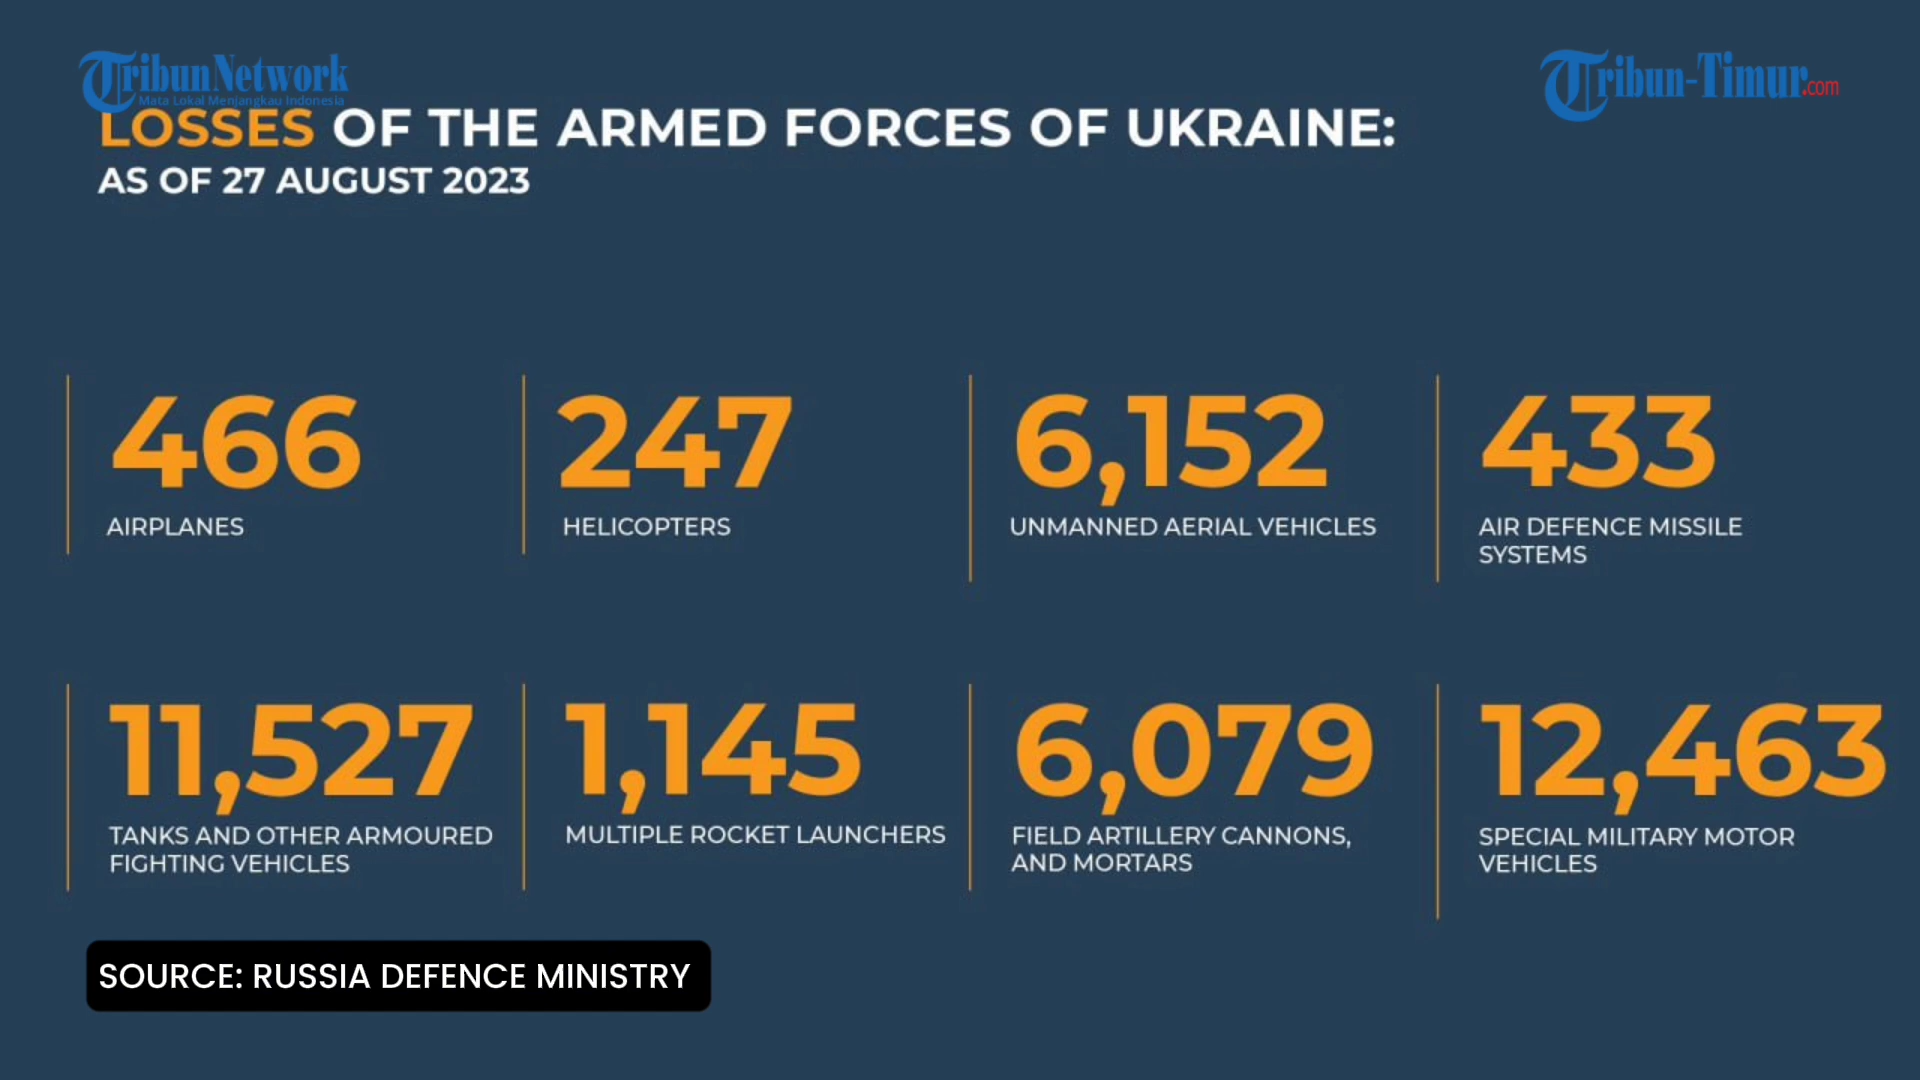 TribunNetwork
Mata Lokal Menjangkau Indonesia
Tribun-Timur.com
LOSSES OF THE ARMED FORCES OF UKRAINE:
AS OF 27 AUGUST 2023
466
AIRPLANES
247
HELICOPTERS
6,152
UNMANNED AERIAL VEHICLES
433
AIR DEFENCE MISSILE
SYSTEMS
11,527
TANKS AND OTHER ARMOURED
FIGHTING VEHICLES
1,145
MULTIPLE ROCKET LAUNCHERS
6,079
FIELD ARTILLERY CANNONS,
AND MORTARS
12,463
SPECIAL MILITARY MOTOR
VEHICLES
SOURCE: RUSSIA DEFENCE MINISTRY